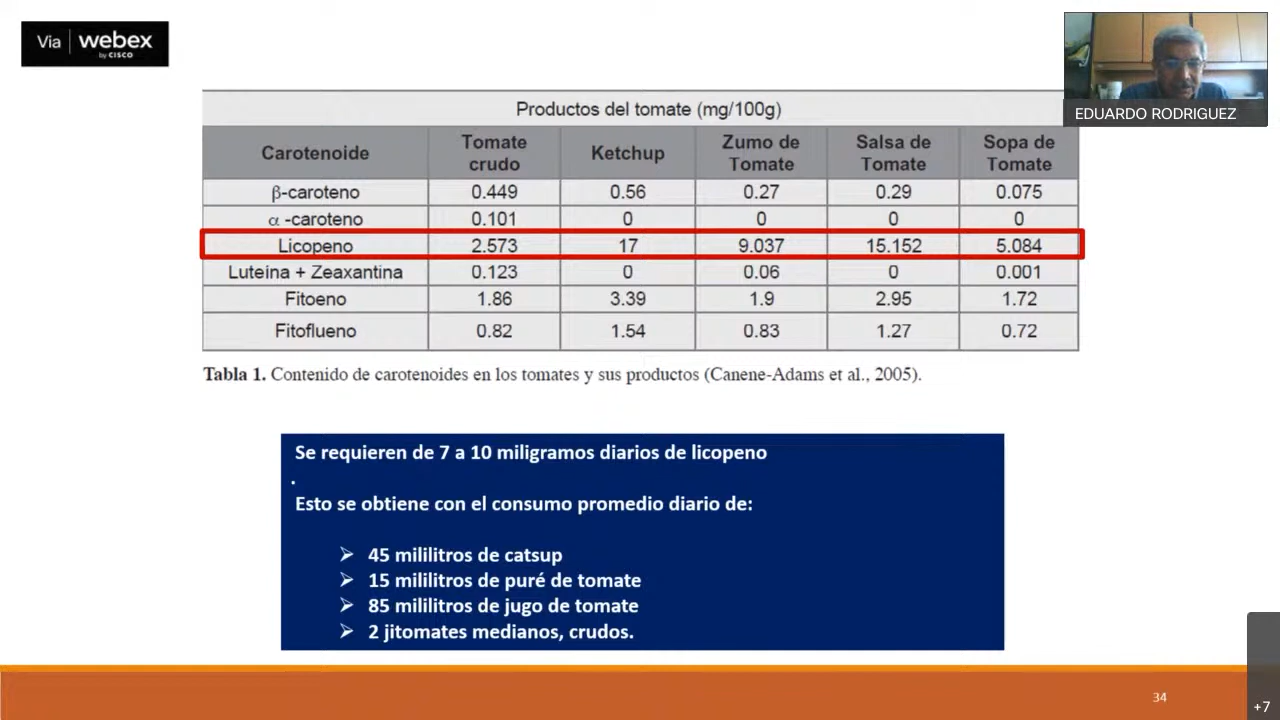 Via | webex
by CISCO
EDUARDO RODRIGUEZ
Productos del tomate (mg/100g)
Carotenoide Tomate crudo Ketchup Zumo de Tomate Salsa de Tomate Sopa de Tomate
β-caroteno 0.449 0.56 0.27 0.29 0.075
α -caroteno 0.101 0 0 0 0
Licopeno 2.573 17 9.037 15.152 5.084
Luteína + Zeaxantina 0.123 0 0.06 0 0.001
Fitoeno 1.86 3.39 1.9 2.95 1.72
Fitoflueno 0.82 1.54 0.83 1.27 0.72
Tabla 1. Contenido de carotenoides en los tomates y sus productos (Canene-Adams et al., 2005).
Se requieren de 7 a 10 miligramos diarios de licopeno
.
Esto se obtiene con el consumo promedio diario de:
➢ 45 mililitros de catsup
➢ 15 mililitros de puré de tomate
➢ 85 mililitros de jugo de tomate
➢ 2 jitomates medianos, crudos.
34
+7